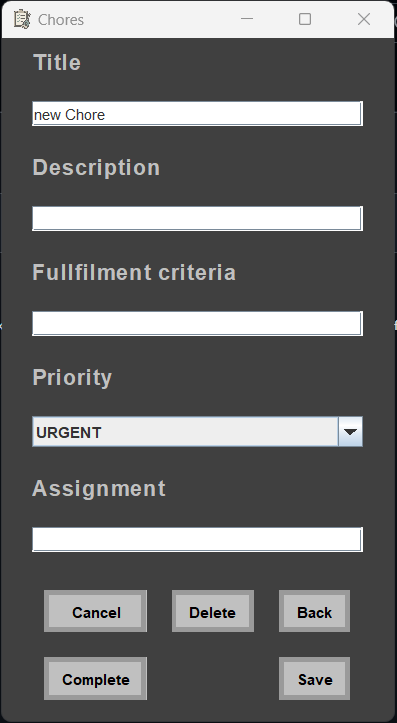 Chores
Title
new Chore
Description
Fullfilment criteria
Priority
URGENT
Assignment
Cancel Delete Back
Complete Save